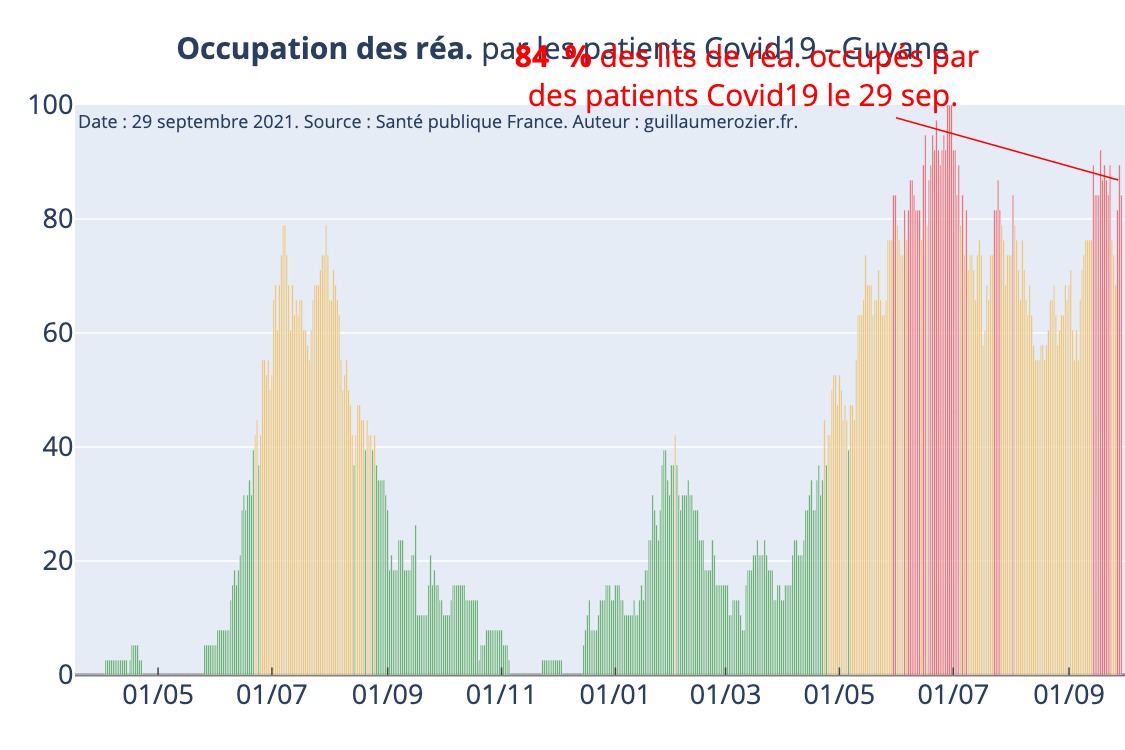 Occupation des réa. par les patients Covid19 - Guyane
84 % des lits de réa. occupés par
des patients Covid19 le 29 sep.
Date : 29 septembre 2021. Source : Santé publique France. Auteur : guillaumerozier.fr.
100
80
60
40
20
0
01/05 01/07 01/09 01/11 01/01 01/03 01/05 01/07 01/09